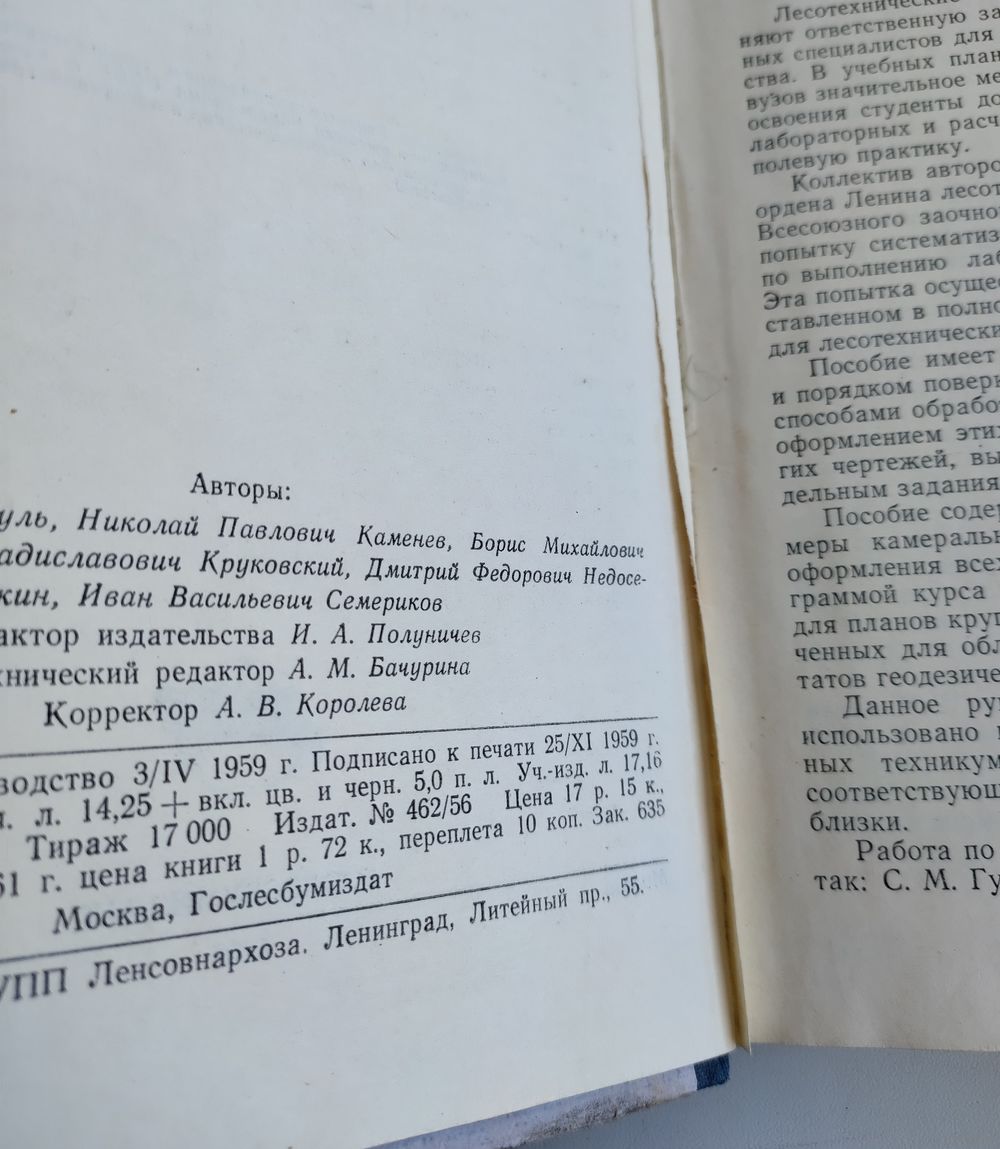 Авторы:
уль, Николай Павлович Каменев, Борис Михайлович
адиславович Круковский, Дмитрий Федорович Недосе-
кин, Иван Васильевич Семериков
актор издательства И. А. Полуничев
хнический редактор А. М. Бачурина
Корректор А. В. Королева
водство 3/IV 1959 г. Подписано к печати 25/XI 1959 г.
л. л. 14,25 + вкл. цв. и черн. 5,0 п. л. Уч.-изд. л. 17,16
Тираж 17 000 Издат. № 462/56 Цена 17 р. 15 к.,
61 г. цена книги 1 р. 72 к., переплета 10 коп. Зак. 635
Москва, Гослесбумиздат
УПП Ленсовнархоза. Ленинград, Литейный пр., 55.
Лесотехнические
няют ответственную за
ных специалистов для
ства. В учебных план
вузов значительное ме
освоения студенты до
лабораторных и расч
полевую практику.
Коллектив авторо
ордена Ленина лесот
Всесоюзного заочно
попытку систематиз
по выполнению лаб
Эта попытка осущес
ставленном в полно
для лесотехнически
Пособие имеет
и порядком поверк
способами обрабо
оформлением этих
гих чертежей, вы
дельным задания
Пособие содер
меры камеральн
оформления всех
граммой курса
для планов круп
ченных для обл
татов геодезиче
Данное ру
использовано
ных техникум
соответствующ
близки.
Работа по
так: С. М. Гу